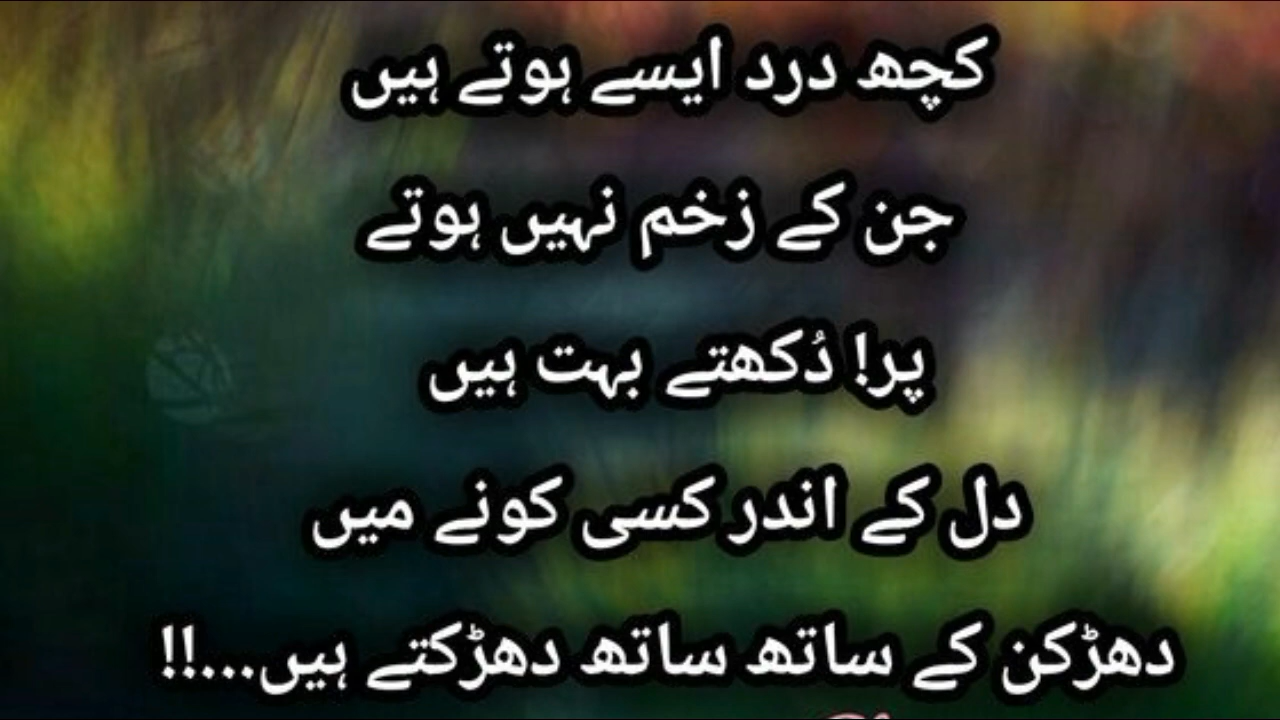 کچھ درد ایسے ہوتے ہیں
جن کے زخم نہیں ہوتے
پر! دُکھتے بہت ہیں
دل کے اندر کسی کونے میں
دھڑکن کے ساتھ ساتھ دھڑکتے ہیں...!!